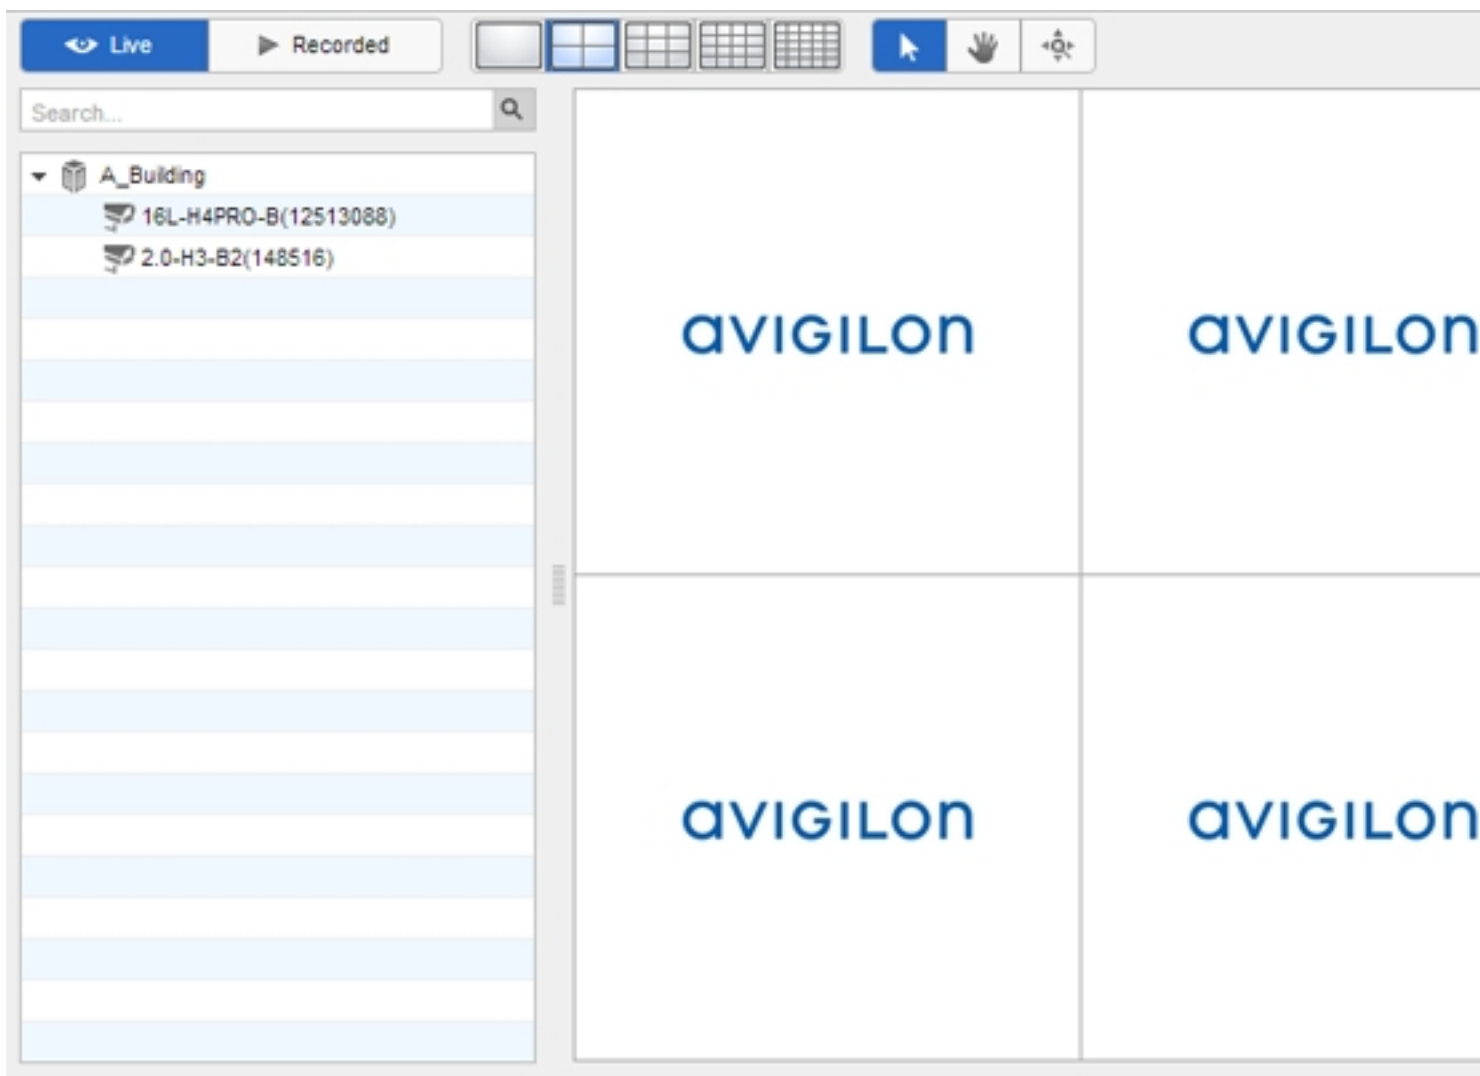 Live Recorded
Search...
A_Building
16L-H4PRO-B(12513088)
2.0-H3-B2(148516)
avigilon avigilon
avigilon avigilon